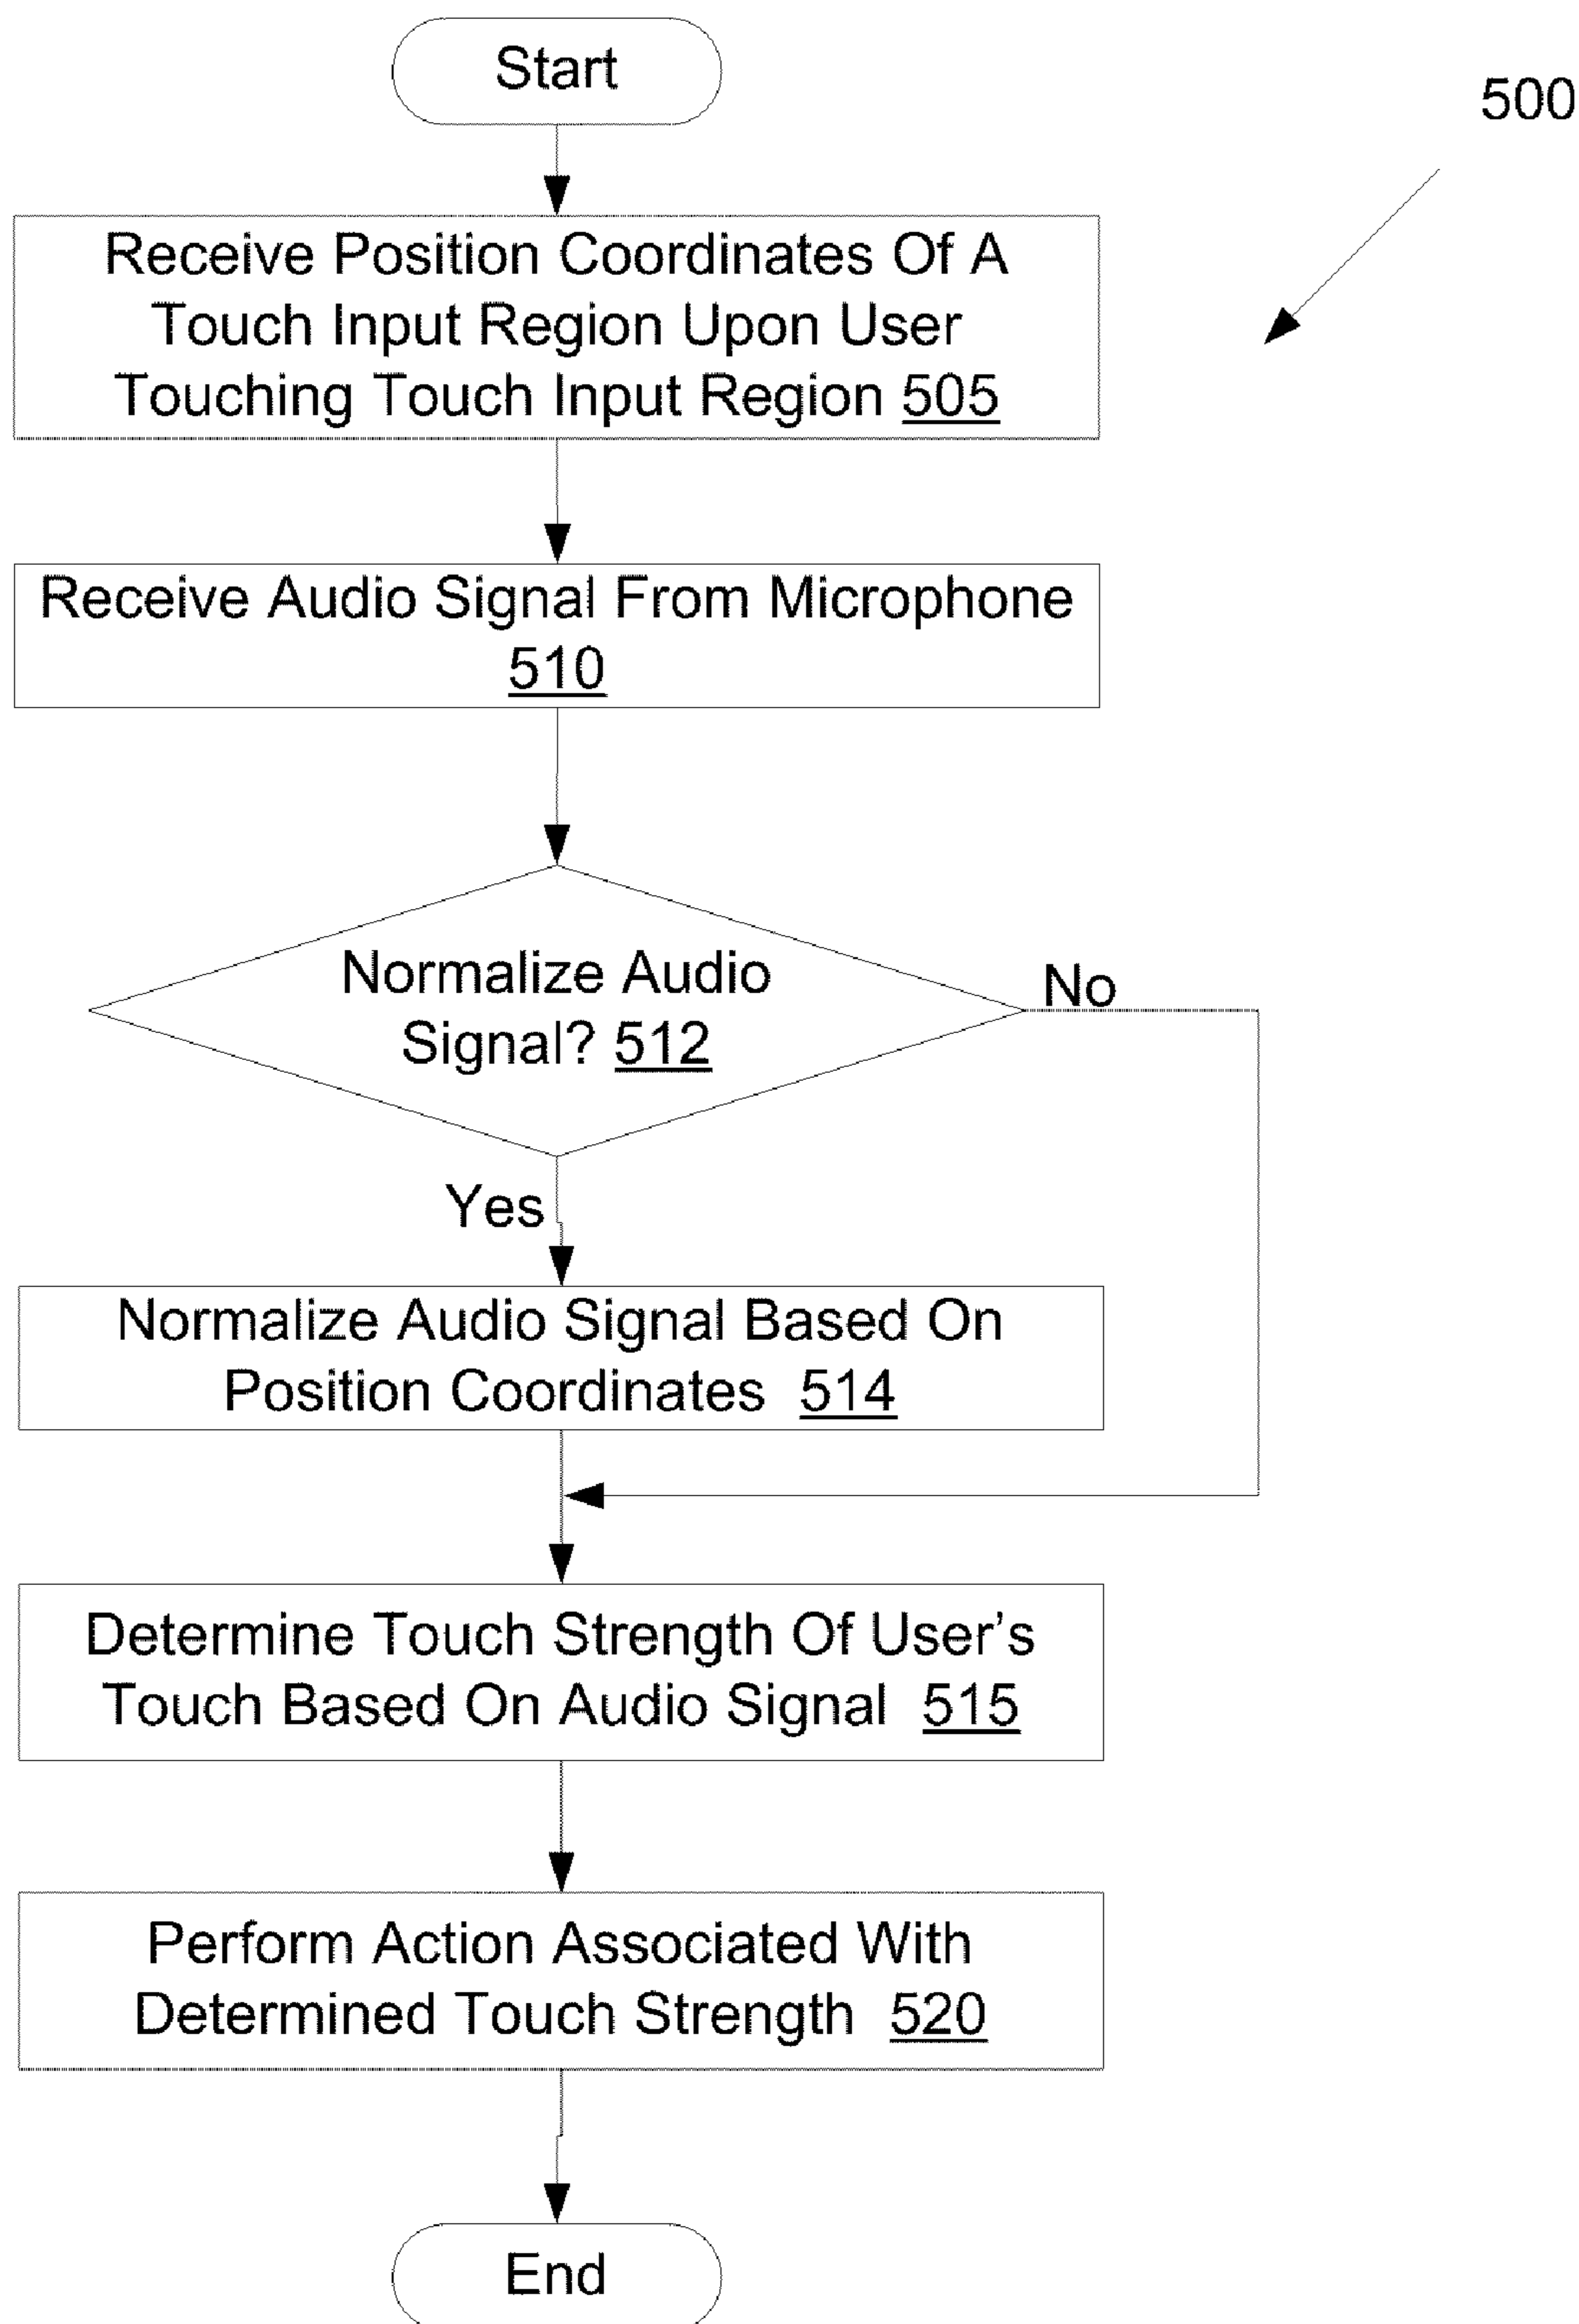 Start
500
Receive Position Coordinates Of A
Touch Input Region Upon User
Touching Touch Input Region 505
Receive Audio Signal From Microphone
510
Normalize Audio
Signal? 512
No
Yes
Normalize Audio Signal Based On
Position Coordinates 514
Determine Touch Strength Of User's
Touch Based On Audio Signal 515
Perform Action Associated With
Determined Touch Strength 520
End